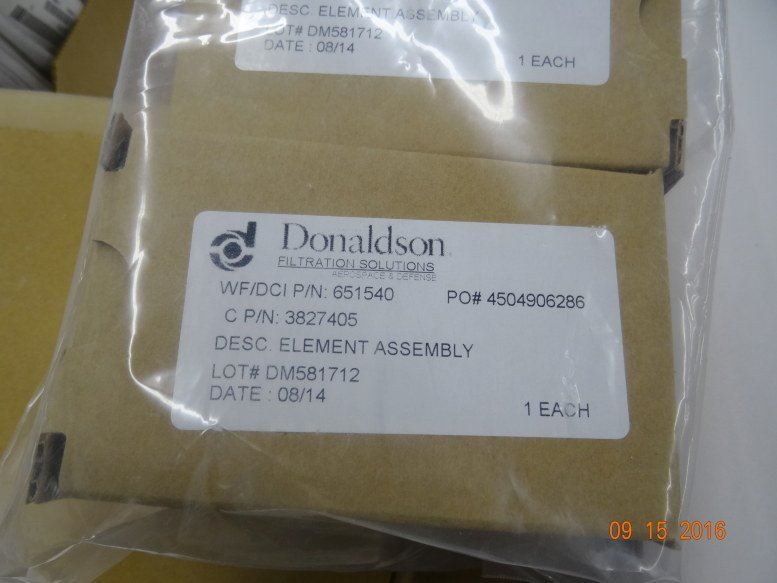 DESC. ELEMENT ASSEMBLY
LOT# DM581712
DATE : 08/14
1 EACH
Donaldson
FILTRATION SOLUTIONS
AEROSPACE & DEFENSE
WF/DCI P/N: 651540 PO# 4504906286
C P/N: 3827405
DESC. ELEMENT ASSEMBLY
LOT# DM581712
DATE : 08/14
1 EACH
09 15 2016